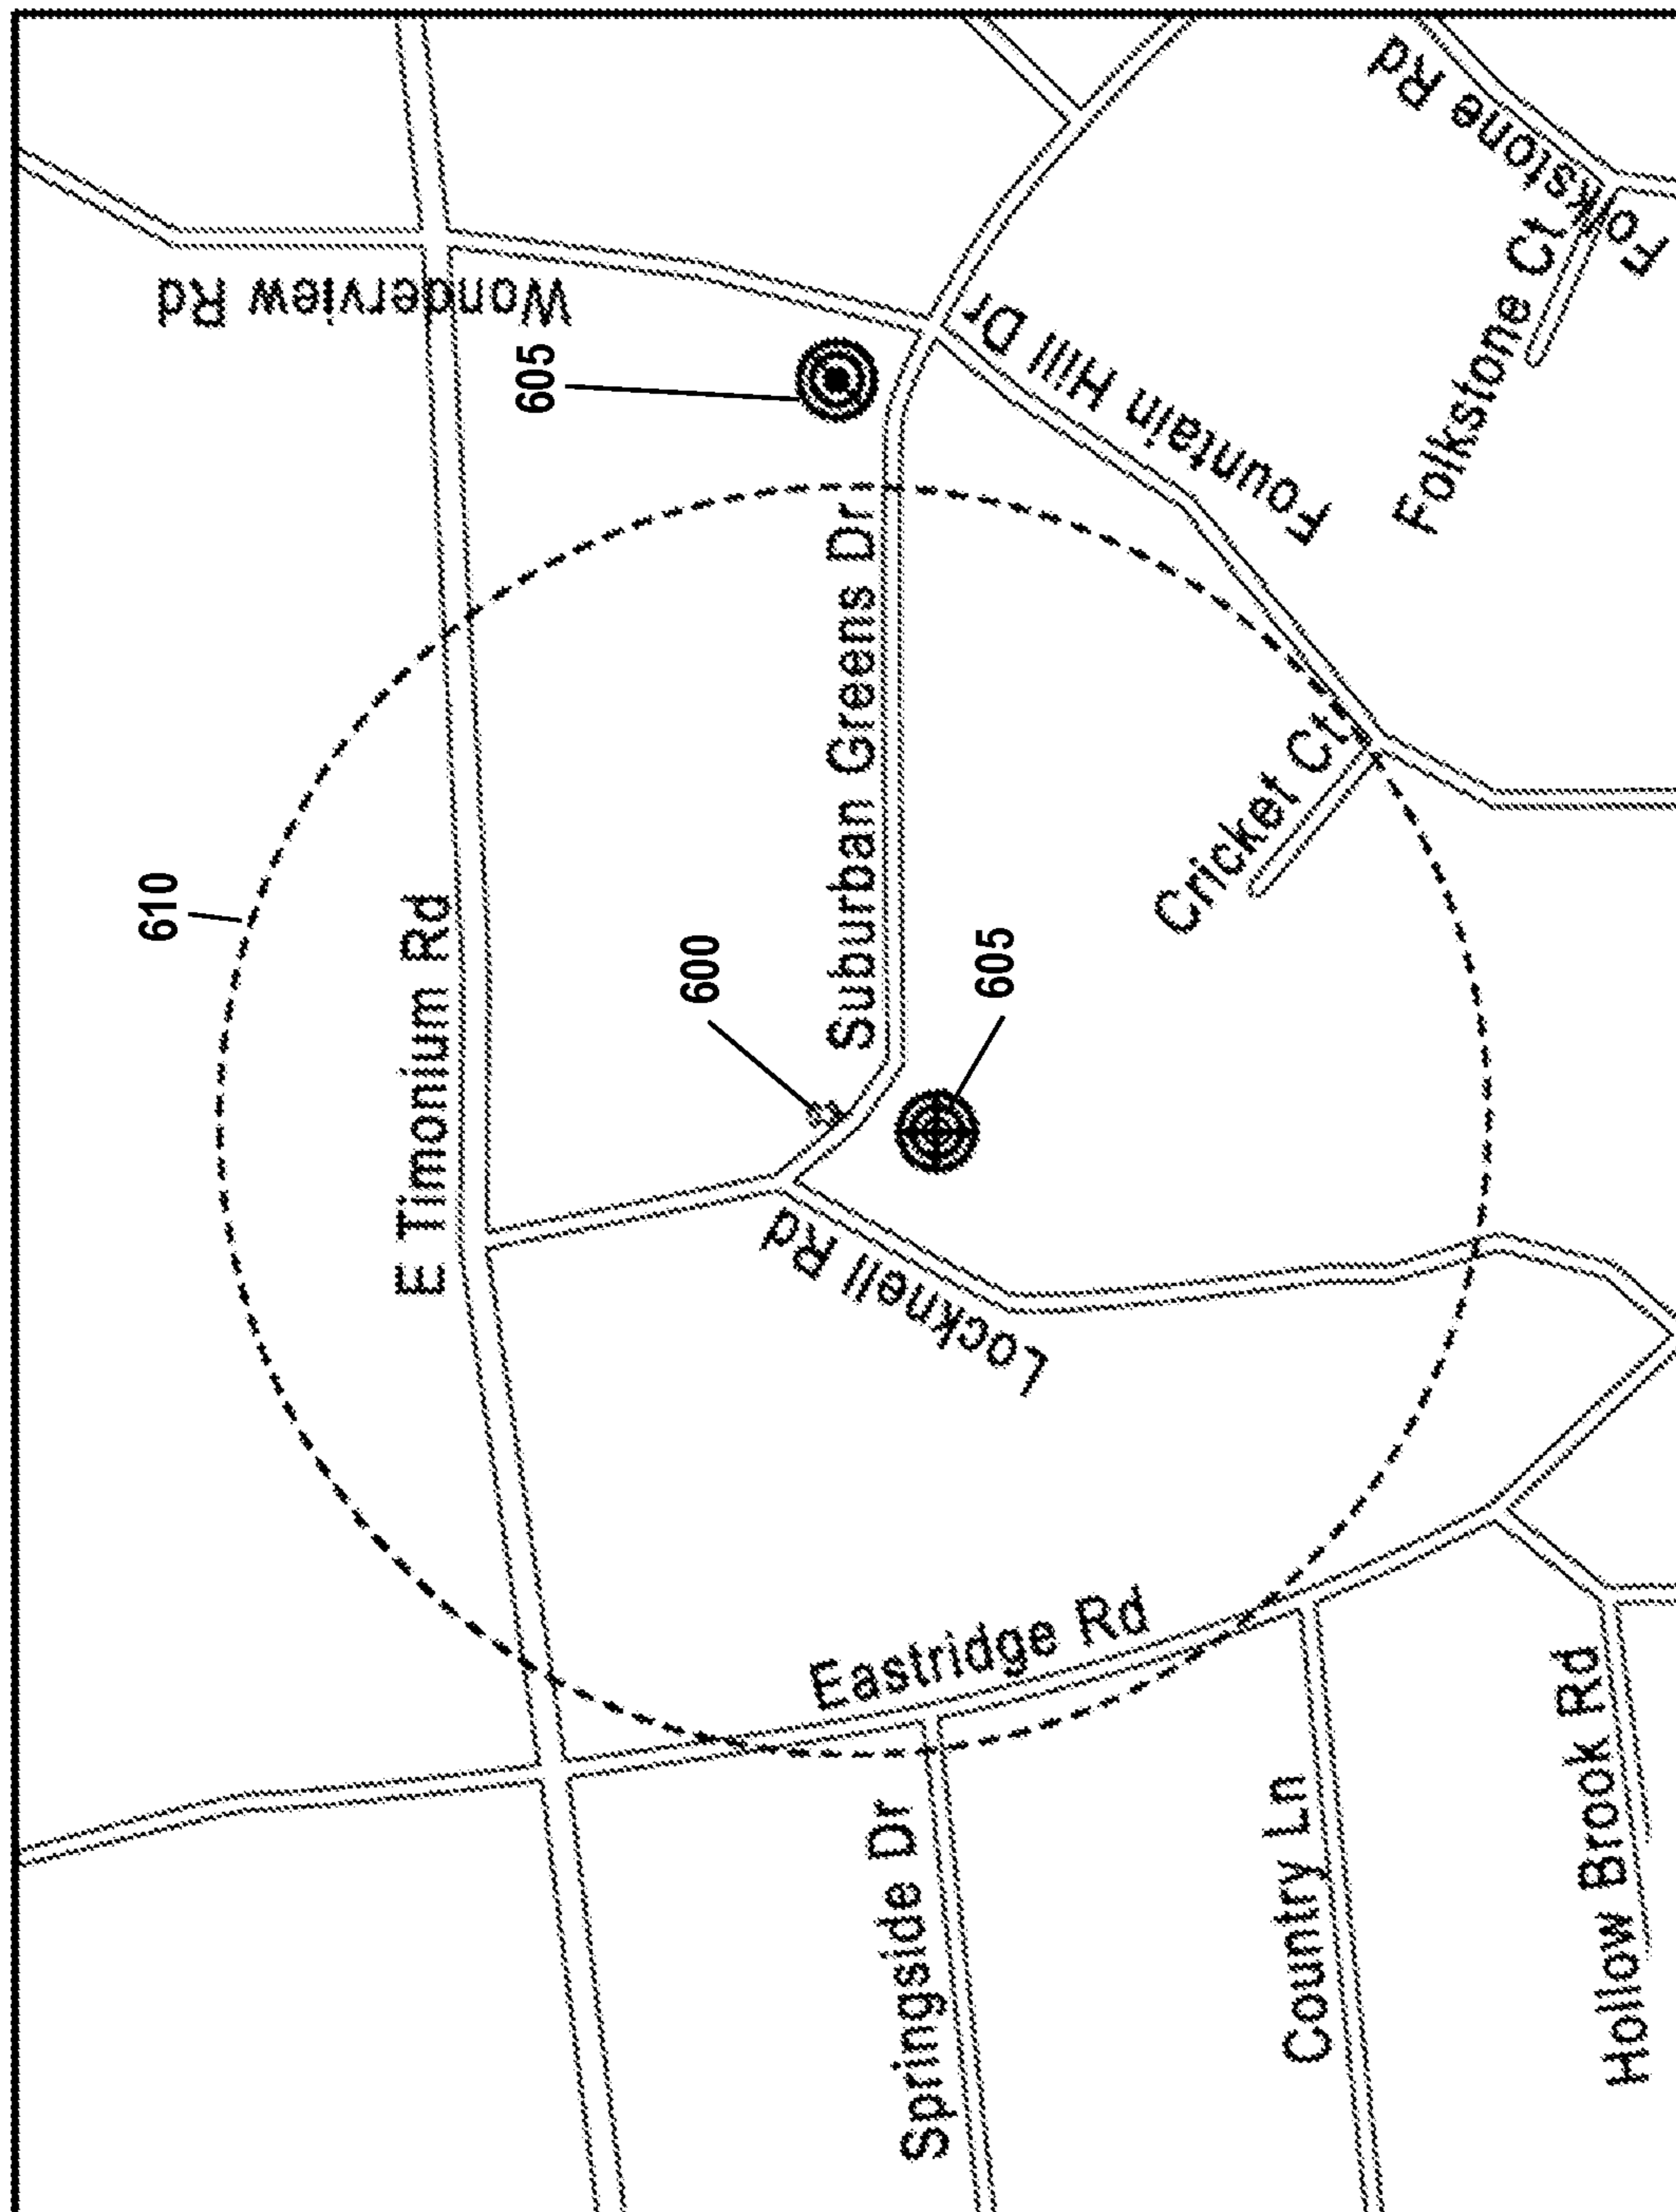 Wonderview Rd
605
610
E Timonium Rd
600
Suburban Greens Dr
605
Locknell Rd
Fountain Hill Dr
Cricket Ct
Folkstone Rd
Folkstone Ct
Eastridge Rd
Springside Dr
Country Ln
Hollow Brook Rd